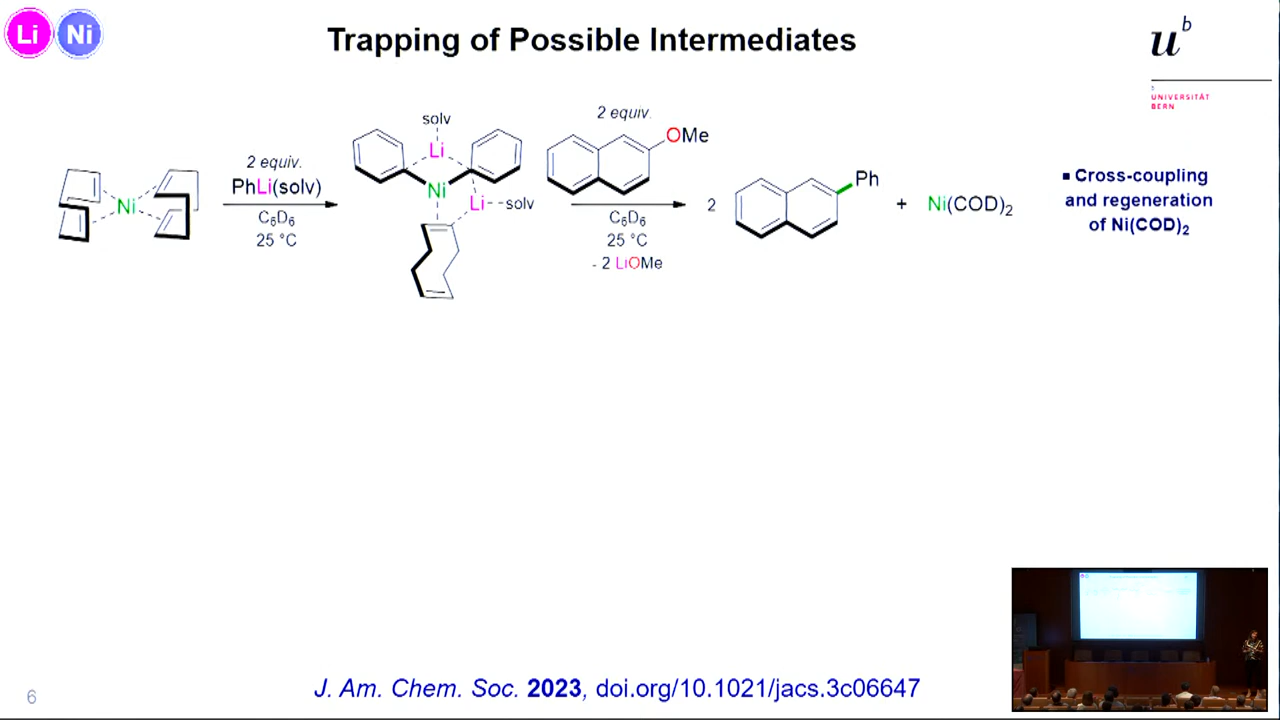 Li Ni
Trapping of Possible Intermediates
u^b
b
UNIVERSITÄT
BERN
Ni
2 equiv.
PhLi(solv)
C6D6
25 °C
solv
Li
Ni
Li
solv
2 equiv.
OMe
C6D6
25 °C
- 2 LiOMe
2
Ph
+
Ni(COD)2
▪ Cross-coupling
and regeneration
of Ni(COD)2
6
J. Am. Chem. Soc. 2023, doi.org/10.1021/jacs.3c06647